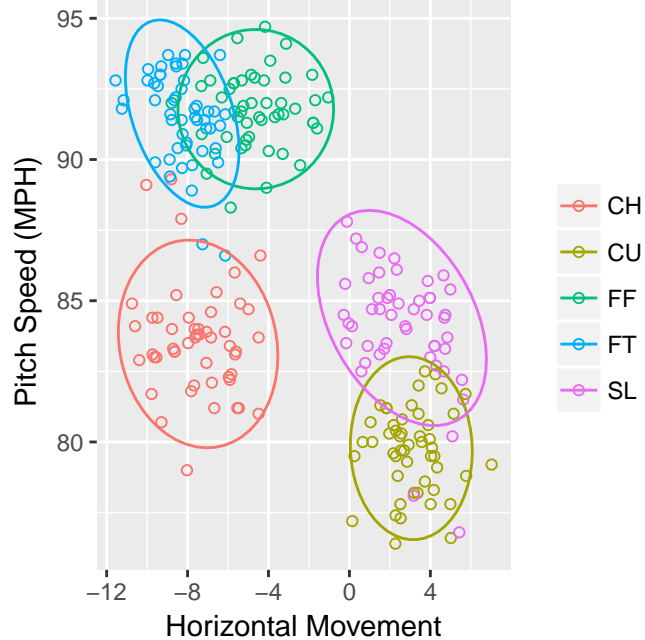 95
90
85
80
−12
−8
−4
0
4
Pitch Speed (MPH)
Horizontal Movement
CH
CU
FF
FT
SL